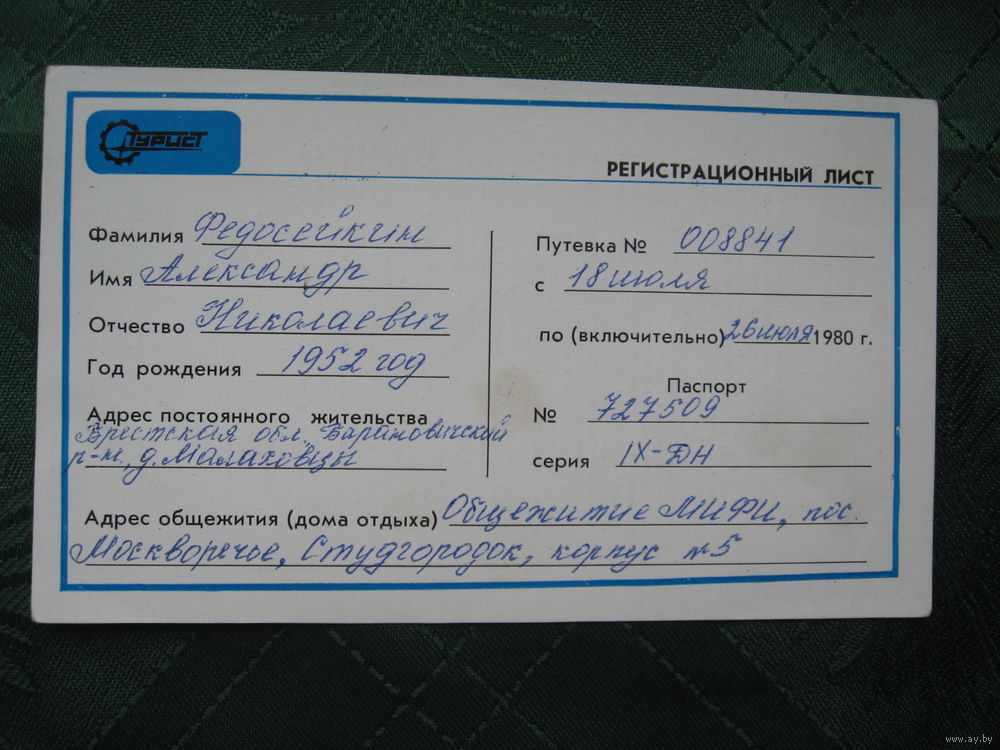 ТУРИСТ
РЕГИСТРАЦИОННЫЙ ЛИСТ
Фамилия Федосейкин
Имя Александр
Отчество Николаевич
Год рождения 1952 год
Адрес постоянного жительства
Брестская обл., Барановичский
р-н, д. Малаховцы
Путевка № 008841
с 18 июля
по (включительно) 26 июля 1980 г.
Паспорт
№ 727509
серия IX-ДН
Адрес общежития (дома отдыха) Общежитие МИФИ, пос.
Москворечье, Студгородок, корпус №5
www.ay.by